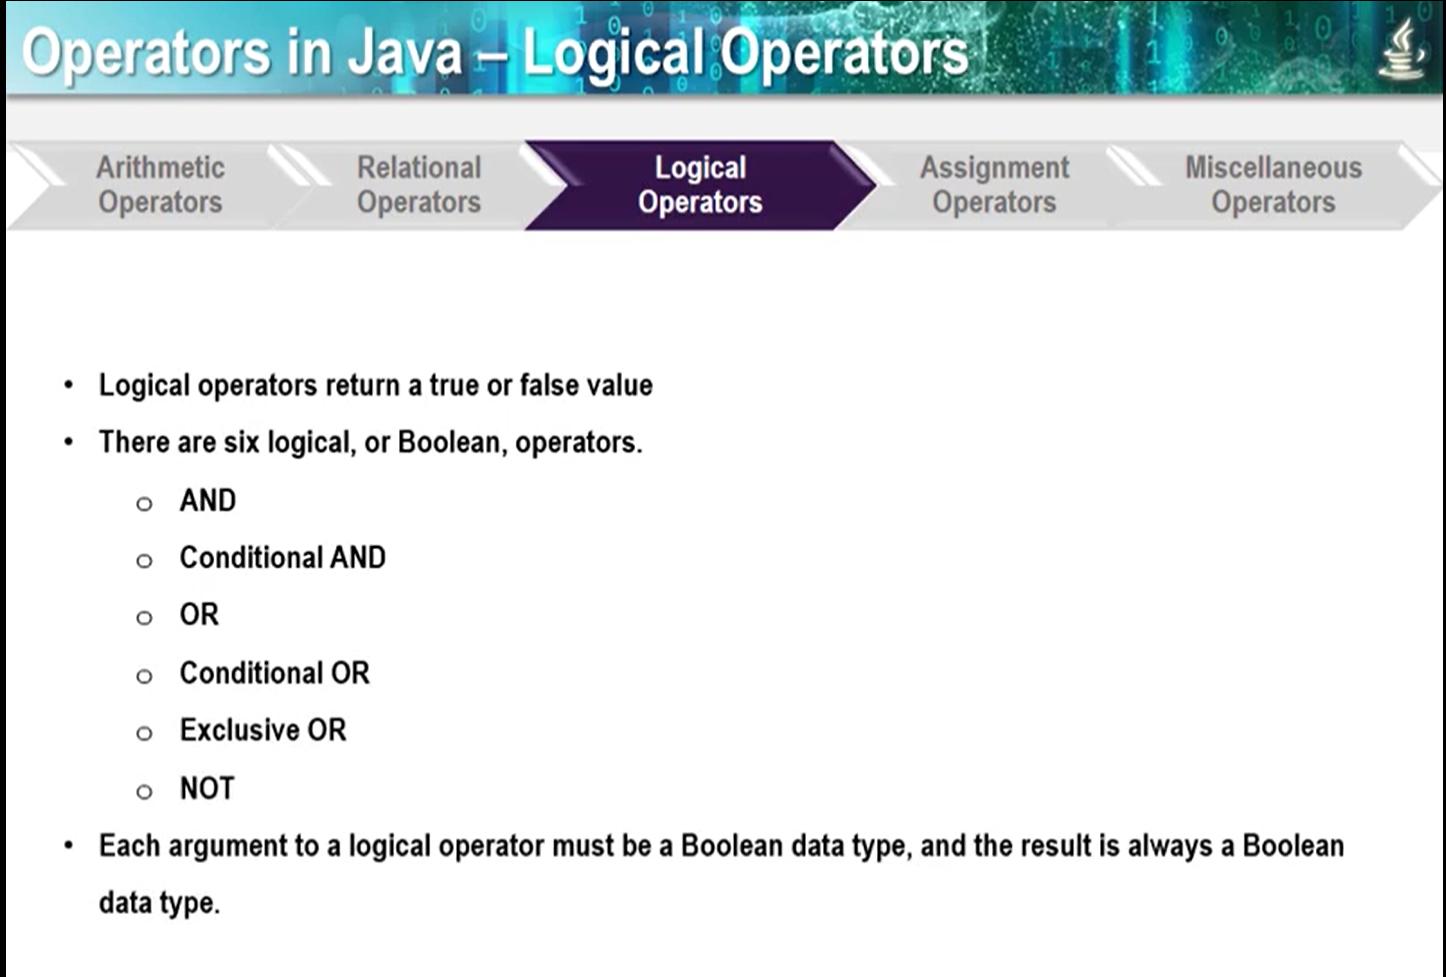 Operators in Java – Logical Operators
Arithmetic
Operators
Relational
Operators
Logical
Operators
Assignment
Operators
Miscellaneous
Operators
• Logical operators return a true or false value
• There are six logical, or Boolean, operators.
o AND
o Conditional AND
o OR
o Conditional OR
o Exclusive OR
o NOT
• Each argument to a logical operator must be a Boolean data type, and the result is always a Boolean
data type.